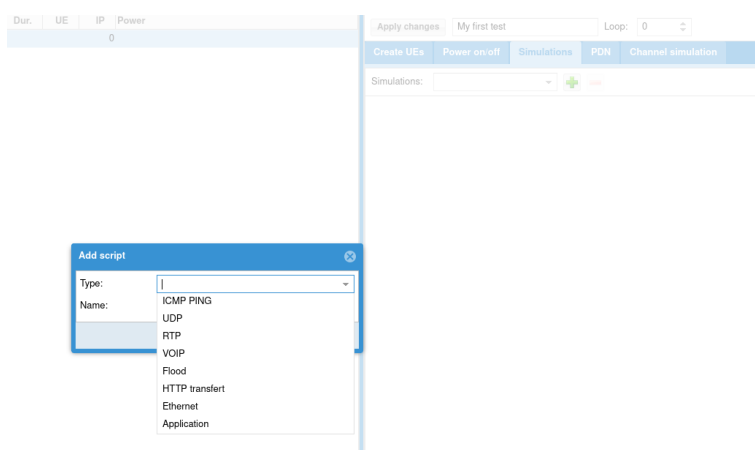 Dur. UE IP Power
0
Apply changes My first test Loop: 0
Create UEs Power on/off Simulations PDN Channel simulation
Simulations:
Add script
Type:
Name:
ICMP PING
UDP
RTP
VOIP
Flood
HTTP transfert
Ethernet
Application